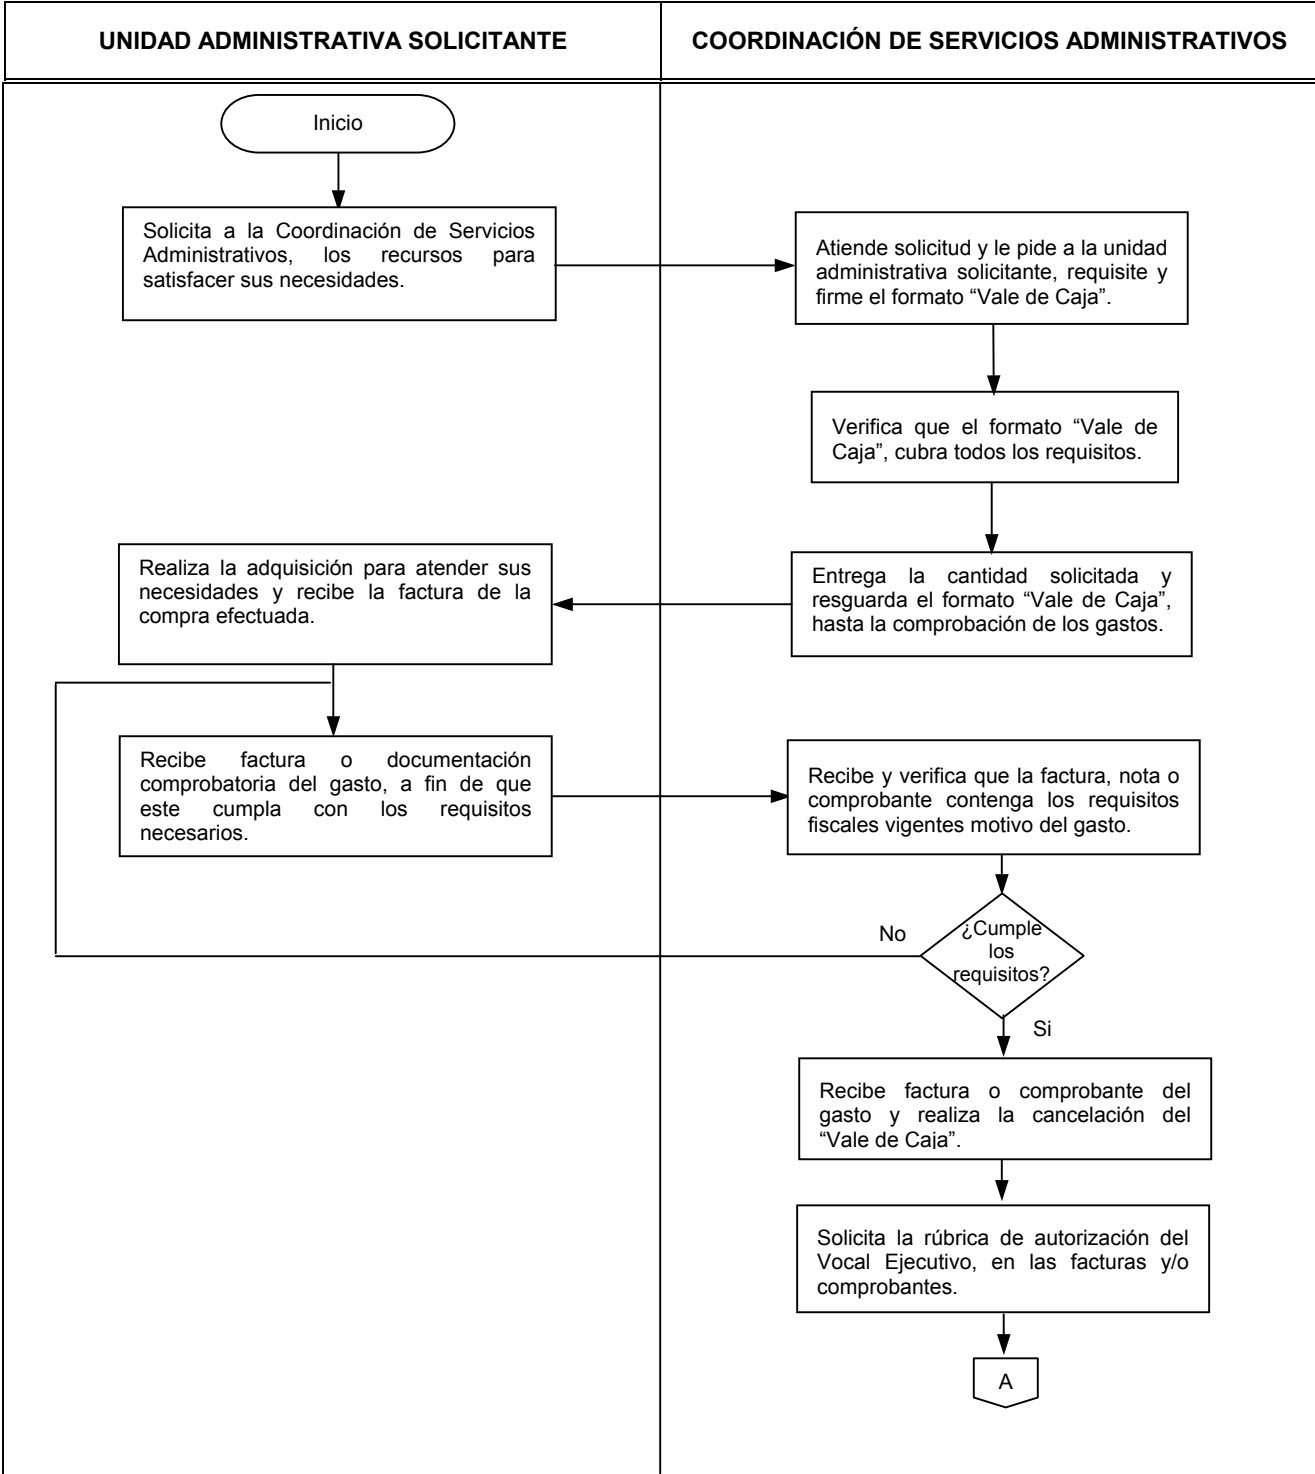 UNIDAD ADMINISTRATIVA SOLICITANTE
COORDINACIÓN DE SERVICIOS ADMINISTRATIVOS
Inicio
Solicita a la Coordinación de Servicios
Administrativos, los recursos para
satisfacer sus necesidades.
Atiende solicitud y le pide a la unidad
administrativa solicitante, requisite y
firme el formato “Vale de Caja”.
Verifica que el formato “Vale de
Caja”, cubra todos los requisitos.
Entrega la cantidad solicitada y
resguarda el formato “Vale de Caja”,
hasta la comprobación de los gastos.
Realiza la adquisición para atender sus
necesidades y recibe la factura de la
compra efectuada.
Recibe factura o documentación
comprobatoria del gasto, a fin de que
este cumpla con los requisitos
necesarios.
Recibe y verifica que la factura, nota o
comprobante contenga los requisitos
fiscales vigentes motivo del gasto.
¿Cumple
los
requisitos?
No
Si
Recibe factura o comprobante del
gasto y realiza la cancelación del
“Vale de Caja”.
Solicita la rúbrica de autorización del
Vocal Ejecutivo, en las facturas y/o
comprobantes.
A